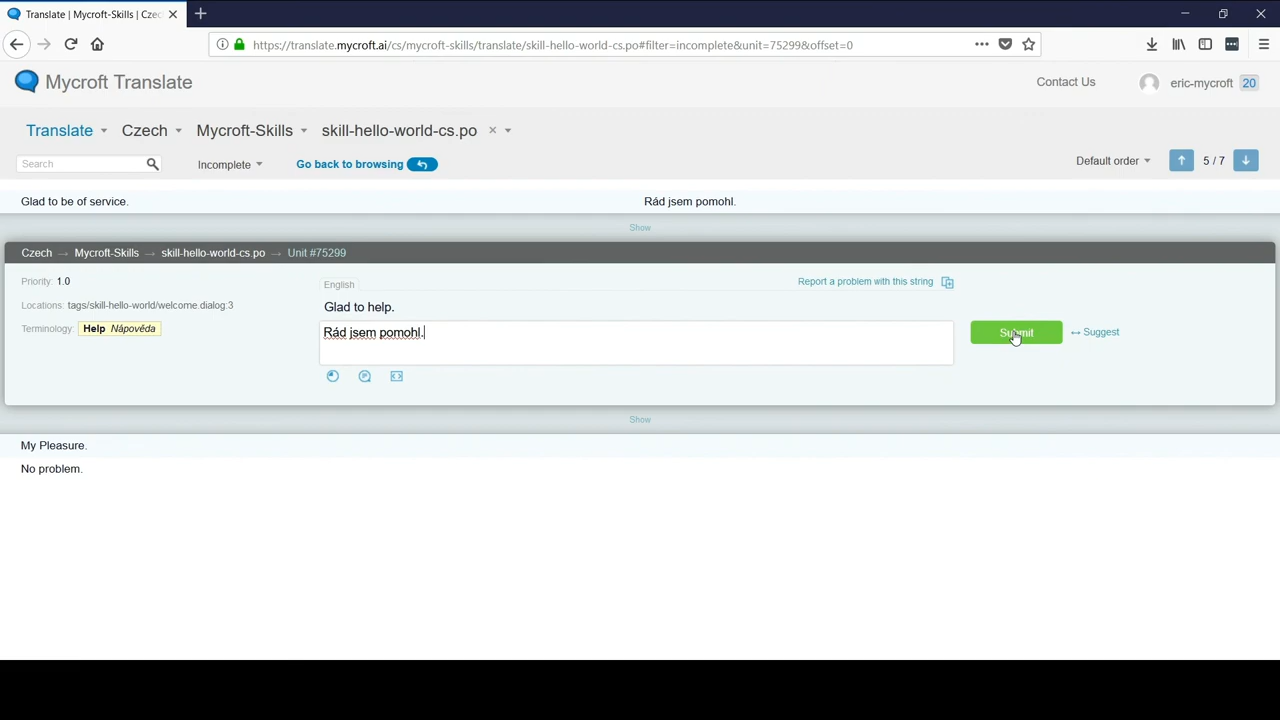 Translate | Mycroft-Skills | Czec
https://translate.mycroft.ai/cs/mycroft-skills/translate/skill-hello-world-cs.po#filter=incomplete&unit=75299&offset=0
Mycroft Translate
Contact Us
eric-mycroft 20
Translate Czech Mycroft-Skills skill-hello-world-cs.po
Search
Incomplete
Go back to browsing
Default order
5 / 7
Glad to be of service.
Rád jsem pomohl.
Show
Czech → Mycroft-Skills → skill-hello-world-cs.po → Unit #75299
Priority: 1.0
English
Report a problem with this string
Locations: tags/skill-hello-world/welcome.dialog:3
Glad to help.
Terminology: Help Nápověda
Rád jsem pomohl.
Submit
Suggest
Show
My Pleasure.
No problem.